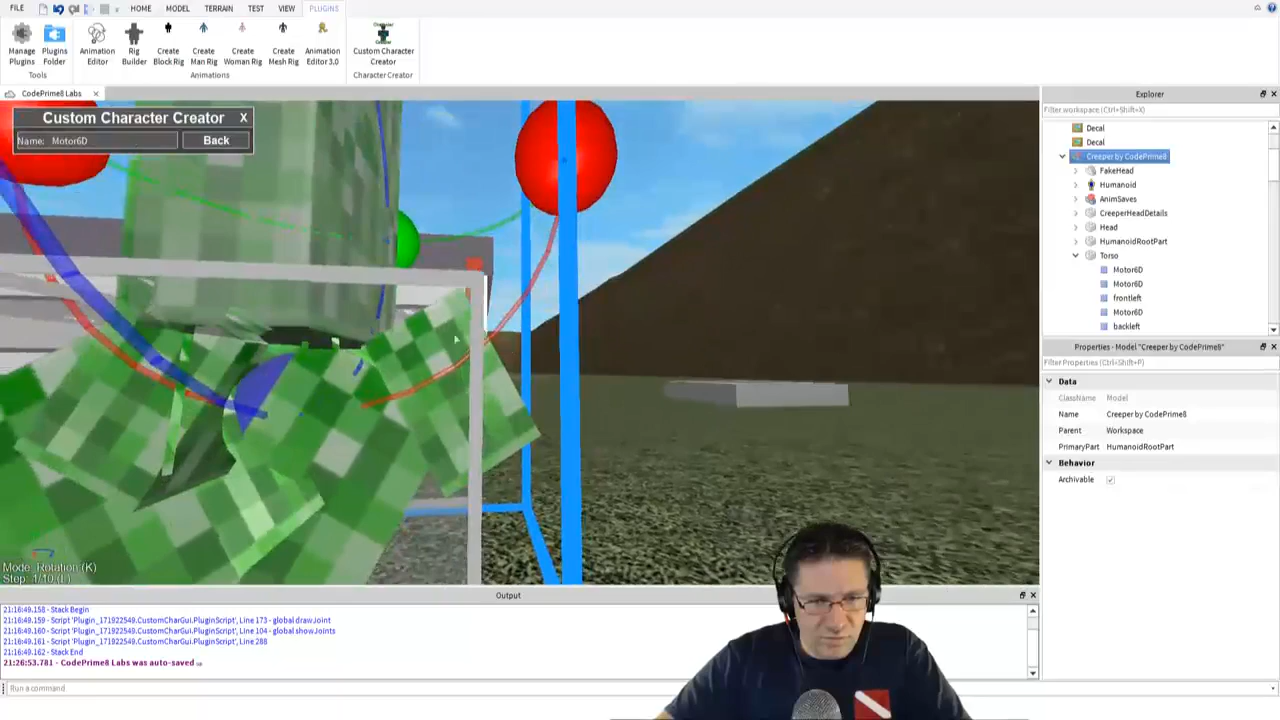 FILE
HOME
MODEL
TERRAIN
TEST
VIEW
PLUGINS
Manage Plugins
Plugins Folder
Tools
Animation Editor
Rig Builder
Create Block Rig
Create Man Rig
Create Woman Rig
Create Mesh Rig
Animation Editor 3.0
Animations
Custom Character Creator
Character Creator
CodePrime8 Labs x
Custom Character Creator X
Name: Motor6D
Back
Mode: Rotation (K)
Step: 1/10 (L)
Explorer
Filter workspace (Ctrl+Shift+X)
Decal
Decal
Creeper by CodePrime8
FakeHead
Humanoid
AnimSaves
CreeperHeadDetails
Head
HumanoidRootPart
Torso
Motor6D
Motor6D
frontleft
Motor6D
backleft
Properties - Model "Creeper by CodePrime8"
Filter Properties (Ctrl+Shift+P)
Data
ClassName Model
Name Creeper by CodePrime8
Parent Workspace
PrimaryPart HumanoidRootPart
Behavior
Archivable
Output
21:16:49.158 - Stack Begin
21:16:49.159 - Script 'Plugin_171922549.CustomCharGui.PluginScript', Line 173 - global drawJoint
21:16:49.160 - Script 'Plugin_171922549.CustomCharGui.PluginScript', Line 104 - global showJoints
21:16:49.161 - Script 'Plugin_171922549.CustomCharGui.PluginScript', Line 288
21:16:49.162 - Stack End
21:26:53.781 - CodePrime8 Labs was auto-saved
Run a command